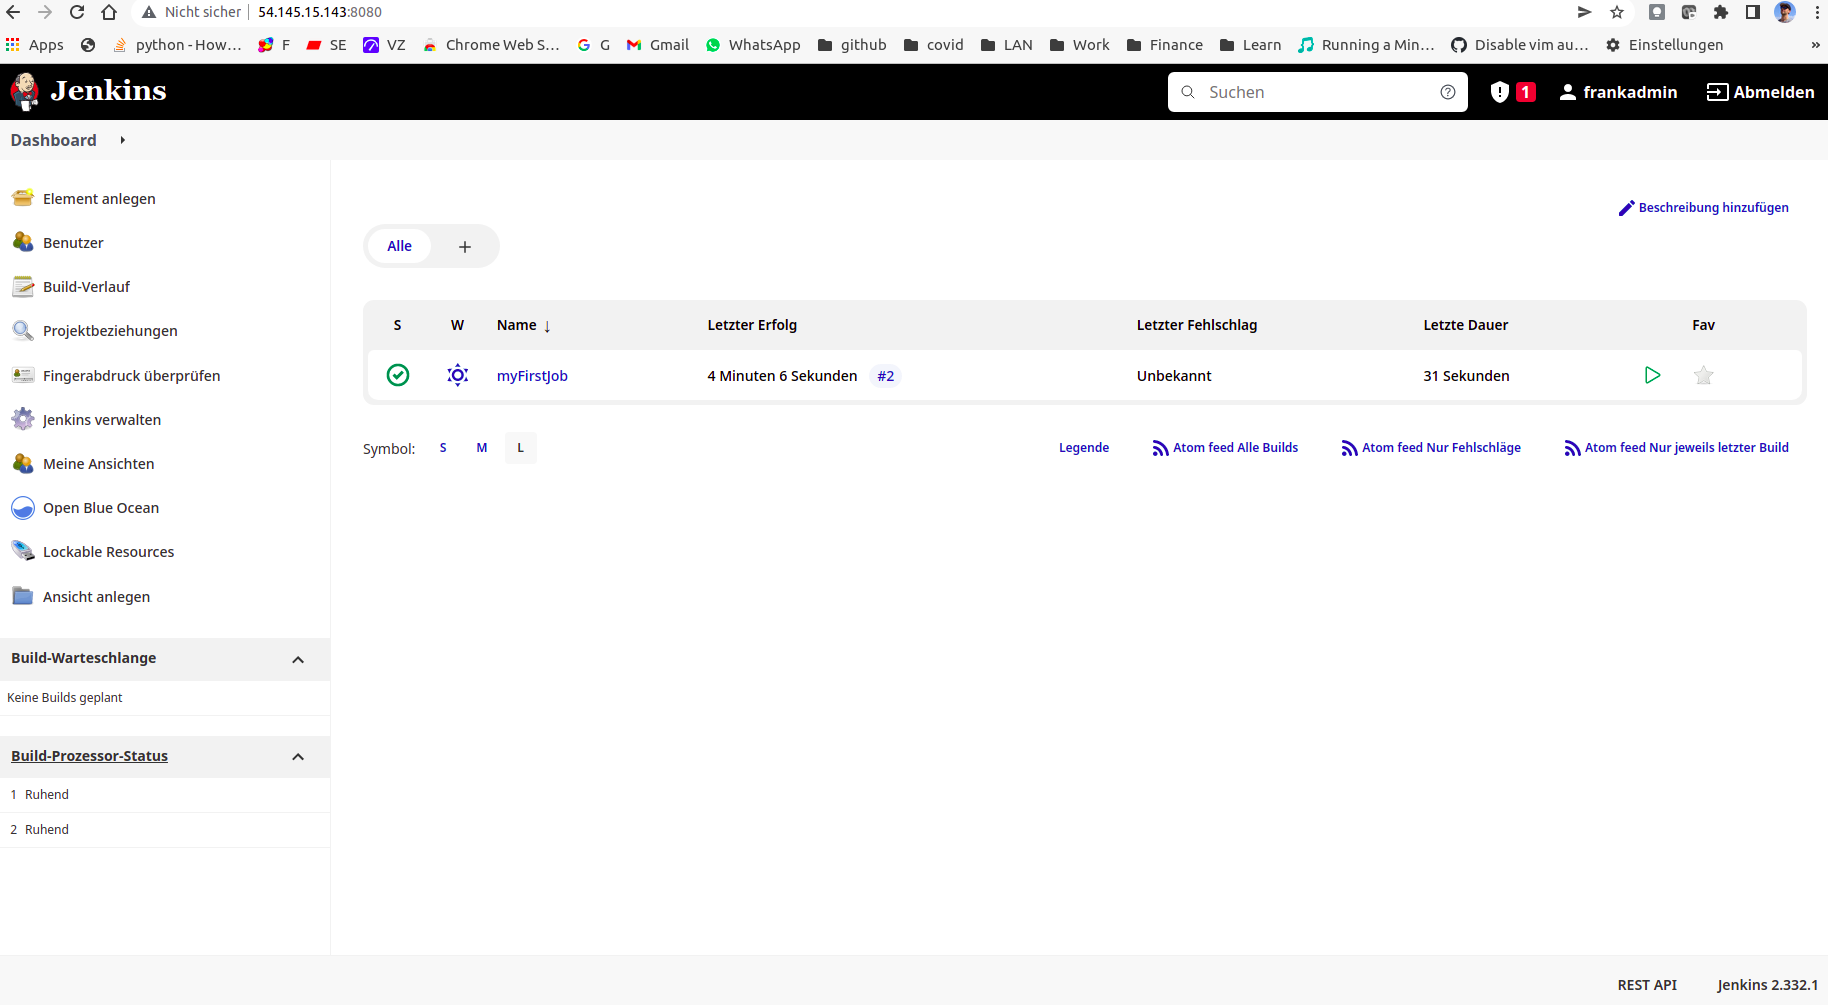 Nicht sicher | 54.145.15.143:8080
Apps python - How... F SE VZ Chrome Web S... G Gmail WhatsApp github covid LAN Work Finance Learn Running a Min... Disable vim au... Einstellungen »
Jenkins Suchen 1 frankadmin Abmelden
Dashboard
Element anlegen
Benutzer
Build-Verlauf
Projektbeziehungen
Fingerabdruck überprüfen
Jenkins verwalten
Meine Ansichten
Open Blue Ocean
Lockable Resources
Ansicht anlegen
Build-Warteschlange
Keine Builds geplant
Build-Prozessor-Status
1 Ruhend
2 Ruhend
Beschreibung hinzufügen
Alle +
S W Name ↓ Letzter Erfolg Letzter Fehlschlag Letzte Dauer Fav
myFirstJob 4 Minuten 6 Sekunden #2 Unbekannt 31 Sekunden
Symbol: S M L Legende Atom feed Alle Builds Atom feed Nur Fehlschläge Atom feed Nur jeweils letzter Build
REST API Jenkins 2.332.1